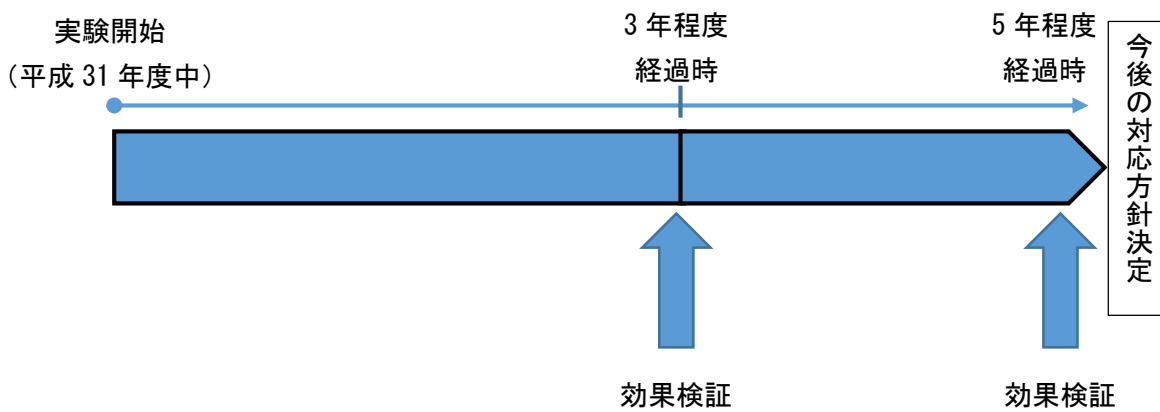 実験開始
（平成 31 年度中）
3 年程度
経過時
5 年程度
経過時
今後の対応方針決定
効果検証
効果検証